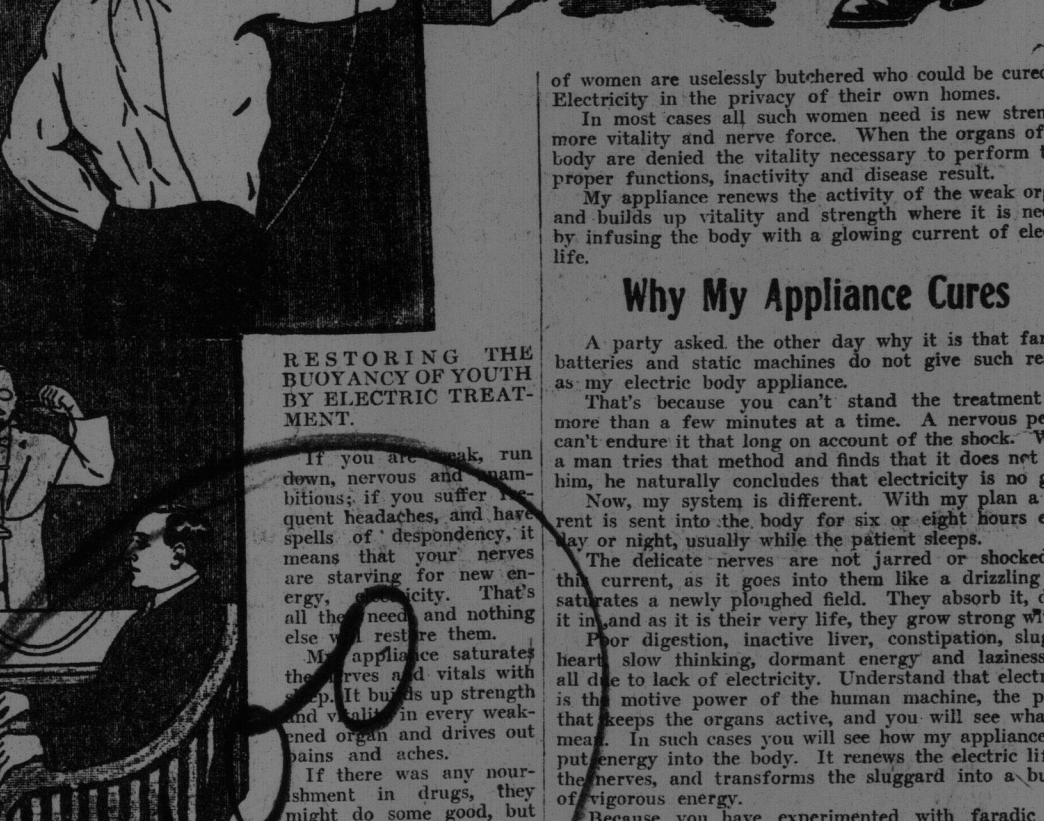 RESTORING THE
BUOYANCY OF YOUTH
BY ELECTRIC TREAT-
MENT.
If you are weak, run
down, nervous and unam-
bitious; if you suffer fre-
quent headaches, and have
spells of despondency, it
means that your nerves
are starving for new en-
ergy, electricity. That's
all they need and nothing
else will restore them.
My appliance saturates
the nerves and vitals with
sleep. It builds up strength
and vitality in every weak-
ened organ and drives out
pains and aches.
If there was any nour-
ishment in drugs, they
might do some good, but
of women are uselessly butchered who could be cured
Electricity in the privacy of their own homes.
In most cases all such women need is new stren
more vitality and nerve force. When the organs of
body are denied the vitality necessary to perform t
proper functions, inactivity and disease result.
My appliance renews the activity of the weak or
and builds up vitality and strength where it is nee
by infusing the body with a glowing current of ele
life.
Why My Appliance Cures
A party asked the other day why it is that far
batteries and static machines do not give such re
as my electric body appliance.
That's because you can't stand the treatment
more than a few minutes at a time. A nervous pe
can't endure it that long on account of the shock. W
a man tries that method and finds that it does not
him, he naturally concludes that electricity is no g
Now, my system is different. With my plan a
rent is sent into the body for six or eight hours e
day or night, usually while the patient sleeps.
The delicate nerves are not jarred or shocked
this current, as it goes into them like a drizzling
saturates a newly ploughed field. They absorb it, d
it in, and as it is their very life, they grow strong wi
Poor digestion, inactive liver, constipation, slug
heart, slow thinking, dormant energy and laziness
all due to lack of electricity. Understand that electr
is the motive power of the human machine, the p
that keeps the organs active, and you will see wha
mean. In such cases you will see how my appliance
put energy into the body. It renews the electric lif
the nerves, and transforms the sluggard into a bu
of vigorous energy.
Because you have experimented with faradic